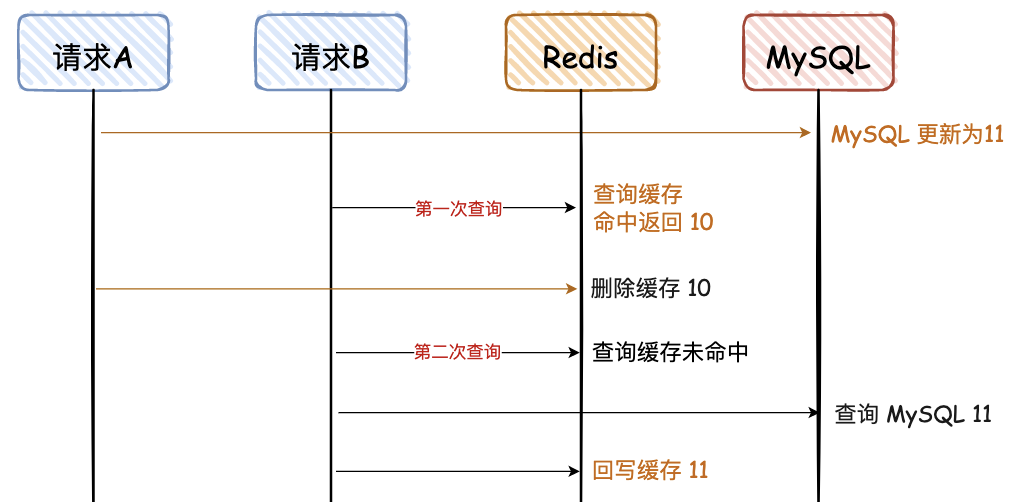 请求A
请求B
Redis
MySQL
MySQL 更新为11
第一次查询
查询缓存
命中返回 10
删除缓存 10
第二次查询
查询缓存未命中
查询 MySQL 11
回写缓存 11